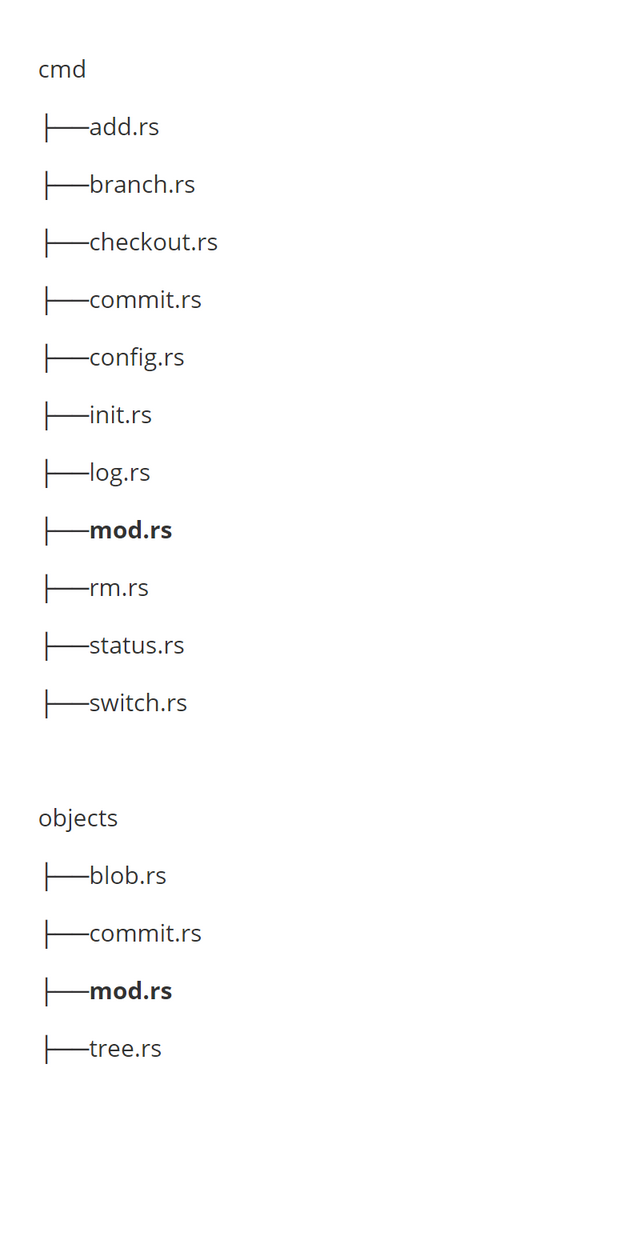 cmd
├──add.rs
├──branch.rs
├──checkout.rs
├──commit.rs
├──config.rs
├──init.rs
├──log.rs
├──mod.rs
├──rm.rs
├──status.rs
├──switch.rs
objects
├──blob.rs
├──commit.rs
├──mod.rs
├──tree.rs